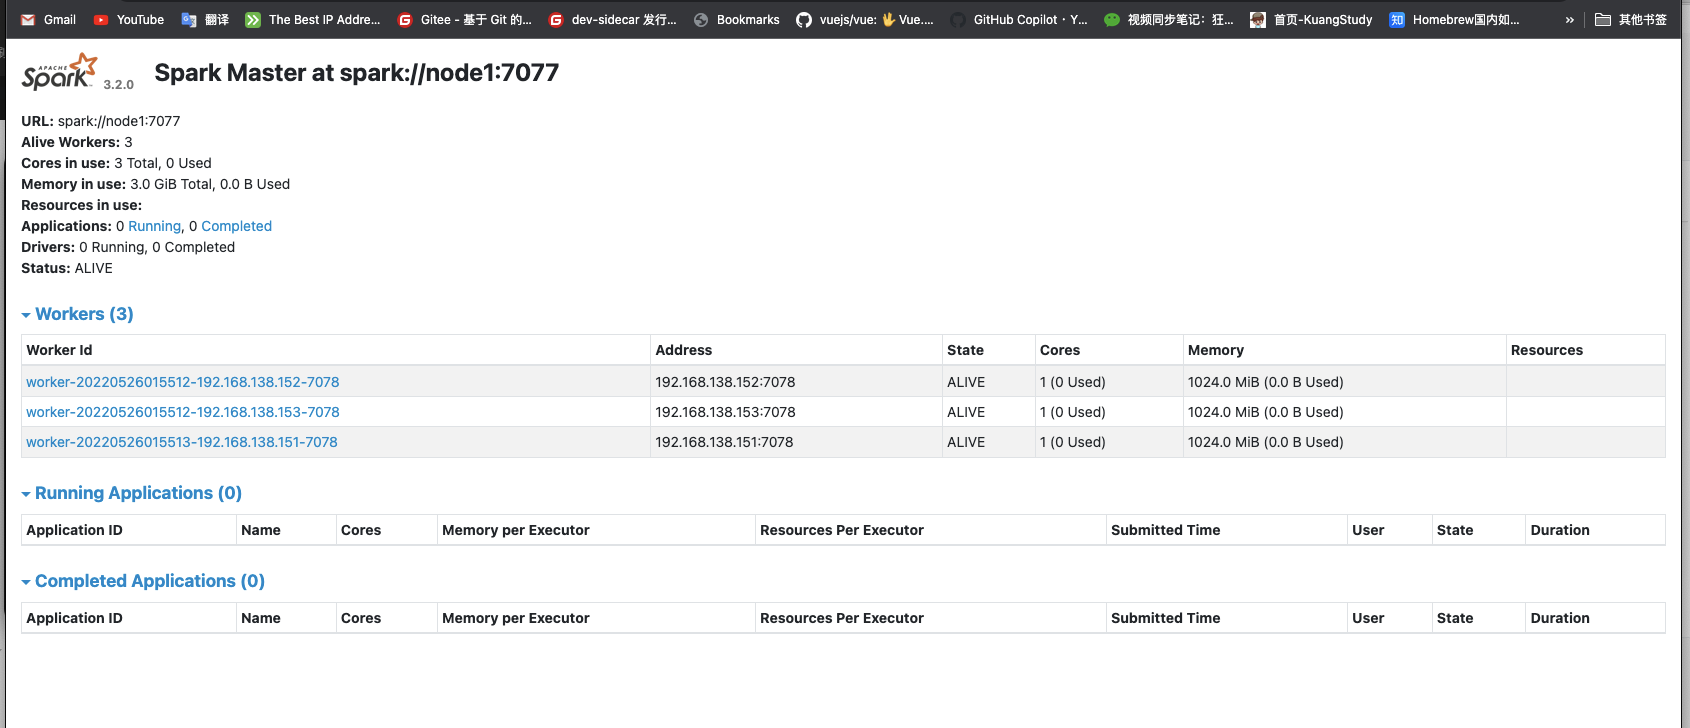 Gmail YouTube 翻译 The Best IP Addre... Gitee - 基于 Git 的... dev-sidecar 发行... Bookmarks vuejs/vue: 🖖 Vue.... GitHub Copilot · Y... 视频同步笔记：狂... 首页-KuangStudy 知 Homebrew国内如... » 其他书签
APACHE Spark 3.2.0 Spark Master at spark://node1:7077
URL: spark://node1:7077
Alive Workers: 3
Cores in use: 3 Total, 0 Used
Memory in use: 3.0 GiB Total, 0.0 B Used
Resources in use:
Applications: 0 Running, 0 Completed
Drivers: 0 Running, 0 Completed
Status: ALIVE
Workers (3)
Worker Id Address State Cores Memory Resources
worker-20220526015512-192.168.138.152-7078 192.168.138.152:7078 ALIVE 1 (0 Used) 1024.0 MiB (0.0 B Used)
worker-20220526015512-192.168.138.153-7078 192.168.138.153:7078 ALIVE 1 (0 Used) 1024.0 MiB (0.0 B Used)
worker-20220526015513-192.168.138.151-7078 192.168.138.151:7078 ALIVE 1 (0 Used) 1024.0 MiB (0.0 B Used)
Running Applications (0)
Application ID Name Cores Memory per Executor Resources Per Executor Submitted Time User State Duration
Completed Applications (0)
Application ID Name Cores Memory per Executor Resources Per Executor Submitted Time User State Duration